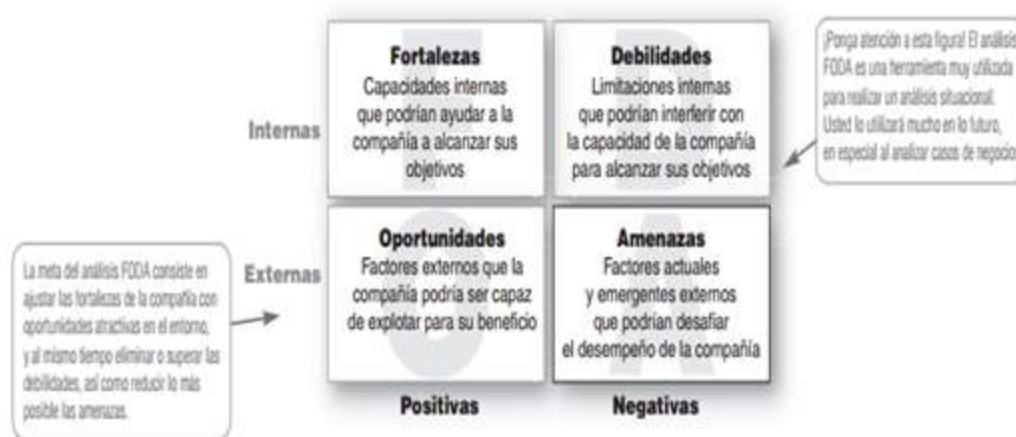 Fortalezas
Capacidades internas
que podrían ayudar a la
compañía a alcanzar sus
objetivos
Debilidades
Limitaciones internas
que podrían interferir con
la capacidad de la compañía
para alcanzar sus objetivos
¡Ponga atención a esta figura! El análisis
FODA es una herramienta muy utilizada
para realizar un análisis situacional.
Usted lo utilizará mucho en lo futuro,
en especial al analizar casos de negocio
Internas
Oportunidades
Factores externos que la
compañía podría ser capaz
de explotar para su beneficio
Amenazas
Factores actuales
y emergentes externos
que podrían desafiar
el desempeño de la compañía
Externas
La meta del análisis FODA consiste en
ajustar las fortalezas de la compañía con
oportunidades atractivas en el entorno,
y al mismo tiempo eliminar o superar las
debilidades, así como reducir lo más
posible las amenazas.
Positivas
Negativas
F
D
O
A